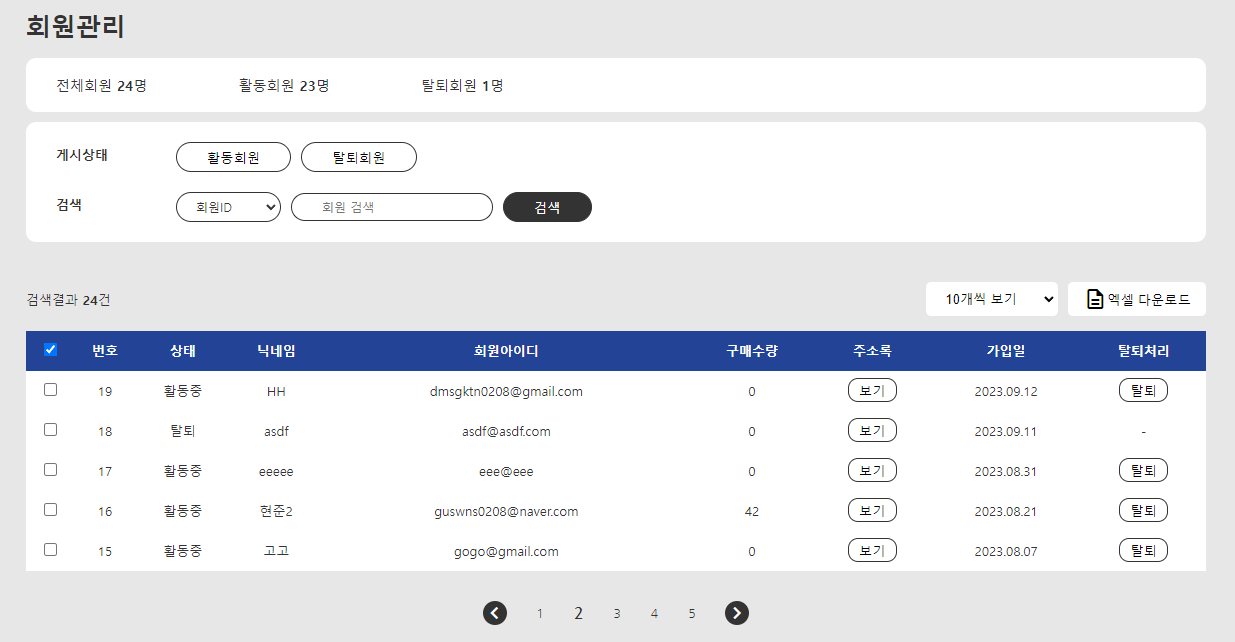 회원관리
전체회원 24명 활동회원 23명 탈퇴회원 1명
게시상태 활동회원 탈퇴회원
검색 회원ID 회원 검색 검색
검색결과 24건 10개씩 보기 엑셀 다운로드
번호 상태 닉네임 회원아이디 구매수량 주소록 가입일 탈퇴처리
19 활동중 HH dmsgktn0208@gmail.com 0 보기 2023.09.12 탈퇴
18 탈퇴 asdf asdf@asdf.com 0 보기 2023.09.11 -
17 활동중 eeeee eee@eee 0 보기 2023.08.31 탈퇴
16 활동중 현준2 guswns0208@naver.com 42 보기 2023.08.21 탈퇴
15 활동중 고고 gogo@gmail.com 0 보기 2023.08.07 탈퇴
1 2 3 4 5